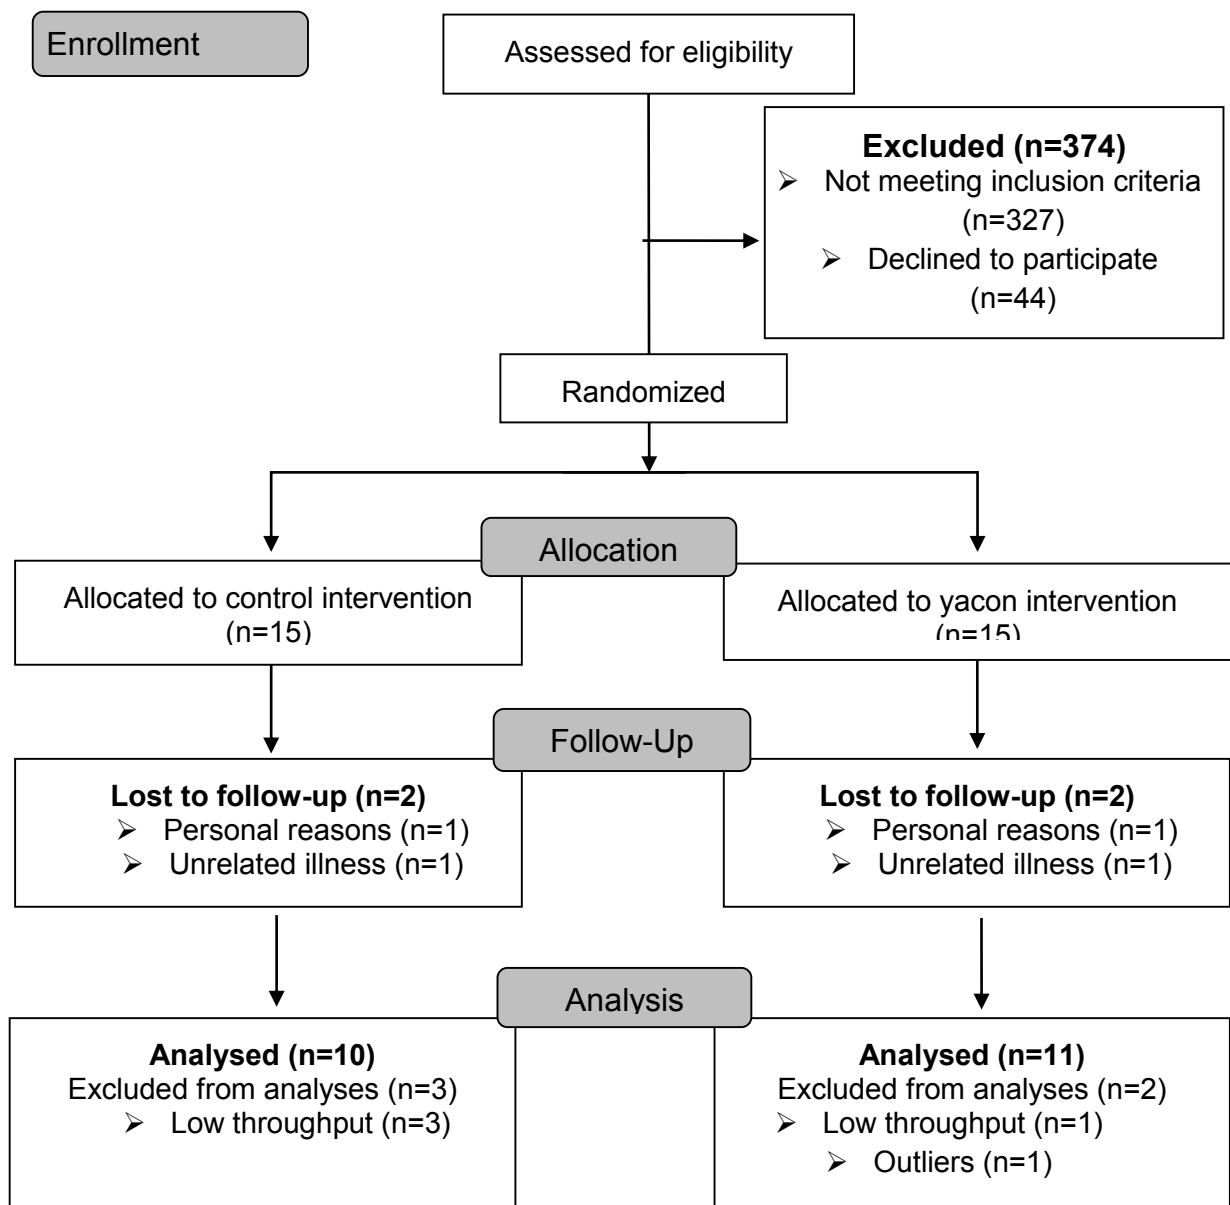 Enrollment
Assessed for eligibility
Excluded (n=374)
➢ Not meeting inclusion criteria
(n=327)
➢ Declined to participate
(n=44)
Randomized
Allocation
Allocated to control intervention
(n=15)
Allocated to yacon intervention
(n=15)
Follow-Up
Lost to follow-up (n=2)
➢ Personal reasons (n=1)
➢ Unrelated illness (n=1)
Lost to follow-up (n=2)
➢ Personal reasons (n=1)
➢ Unrelated illness (n=1)
Analysis
Analysed (n=10)
Excluded from analyses (n=3)
➢ Low throughput (n=3)
Analysed (n=11)
Excluded from analyses (n=2)
➢ Low throughput (n=1)
➢ Outliers (n=1)